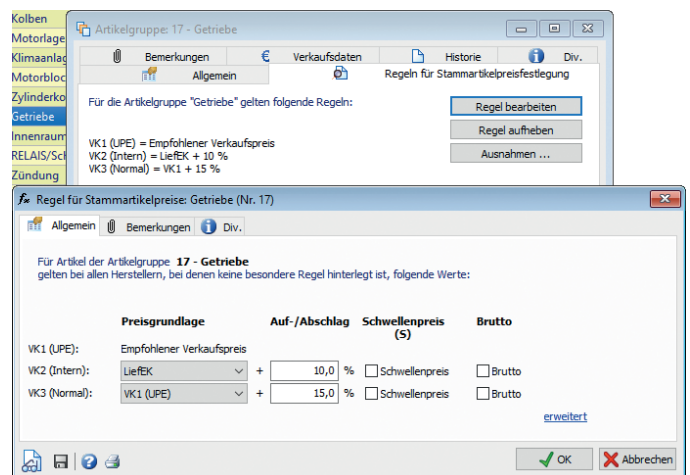 Kolben
Motorlage
Klimaanlag
Motorbloc
Zylinderko
Getriebe
Innenraum
RELAIS/Sch
Zündung
Artikelgruppe: 17 - Getriebe
Bemerkungen € Verkaufsdaten Historie Div.
Allgemein Regeln für Stammartikelpreisfestlegung
Für die Artikelgruppe "Getriebe" gelten folgende Regeln:
Regel bearbeiten
Regel aufheben
Ausnahmen ...
VK1 (UPE) = Empfohlener Verkaufspreis
VK2 (Intern) = LiefEK + 10 %
VK3 (Normal) = VK1 + 15 %
Regel für Stammartikelpreise: Getriebe (Nr. 17)
Allgemein Bemerkungen Div.
Für Artikel der Artikelgruppe 17 - Getriebe
gelten bei allen Herstellern, bei denen keine besondere Regel hinterlegt ist, folgende Werte:
Preisgrundlage Auf-/Abschlag Schwellenpreis Brutto
(S)
VK1 (UPE): Empfohlener Verkaufspreis
VK2 (Intern): LiefEK + 10,0 % Schwellenpreis Brutto
VK3 (Normal): VK1 (UPE) + 15,0 % Schwellenpreis Brutto
erweitert
OK Abbrechen